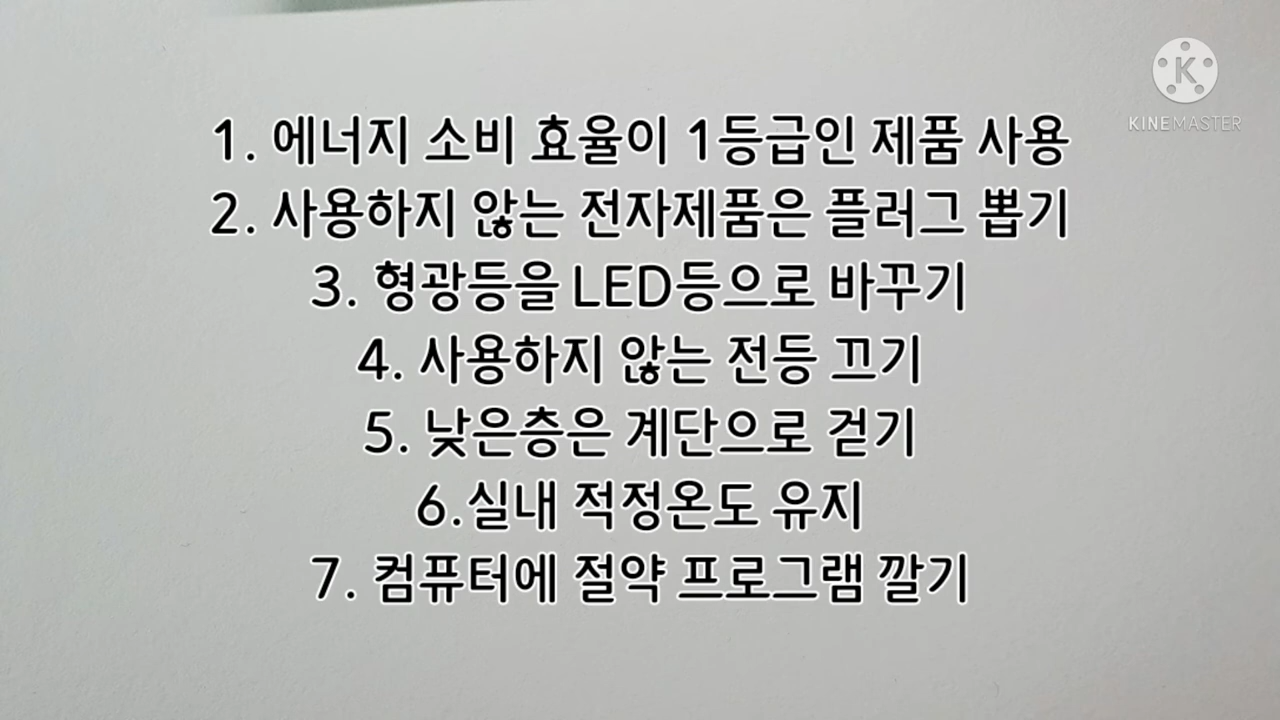 KINEMASTER
1. 에너지 소비 효율이 1등급인 제품 사용
2. 사용하지 않는 전자제품은 플러그 뽑기
3. 형광등을 LED등으로 바꾸기
4. 사용하지 않는 전등 끄기
5. 낮은층은 계단으로 걷기
6.실내 적정온도 유지
7. 컴퓨터에 절약 프로그램 깔기